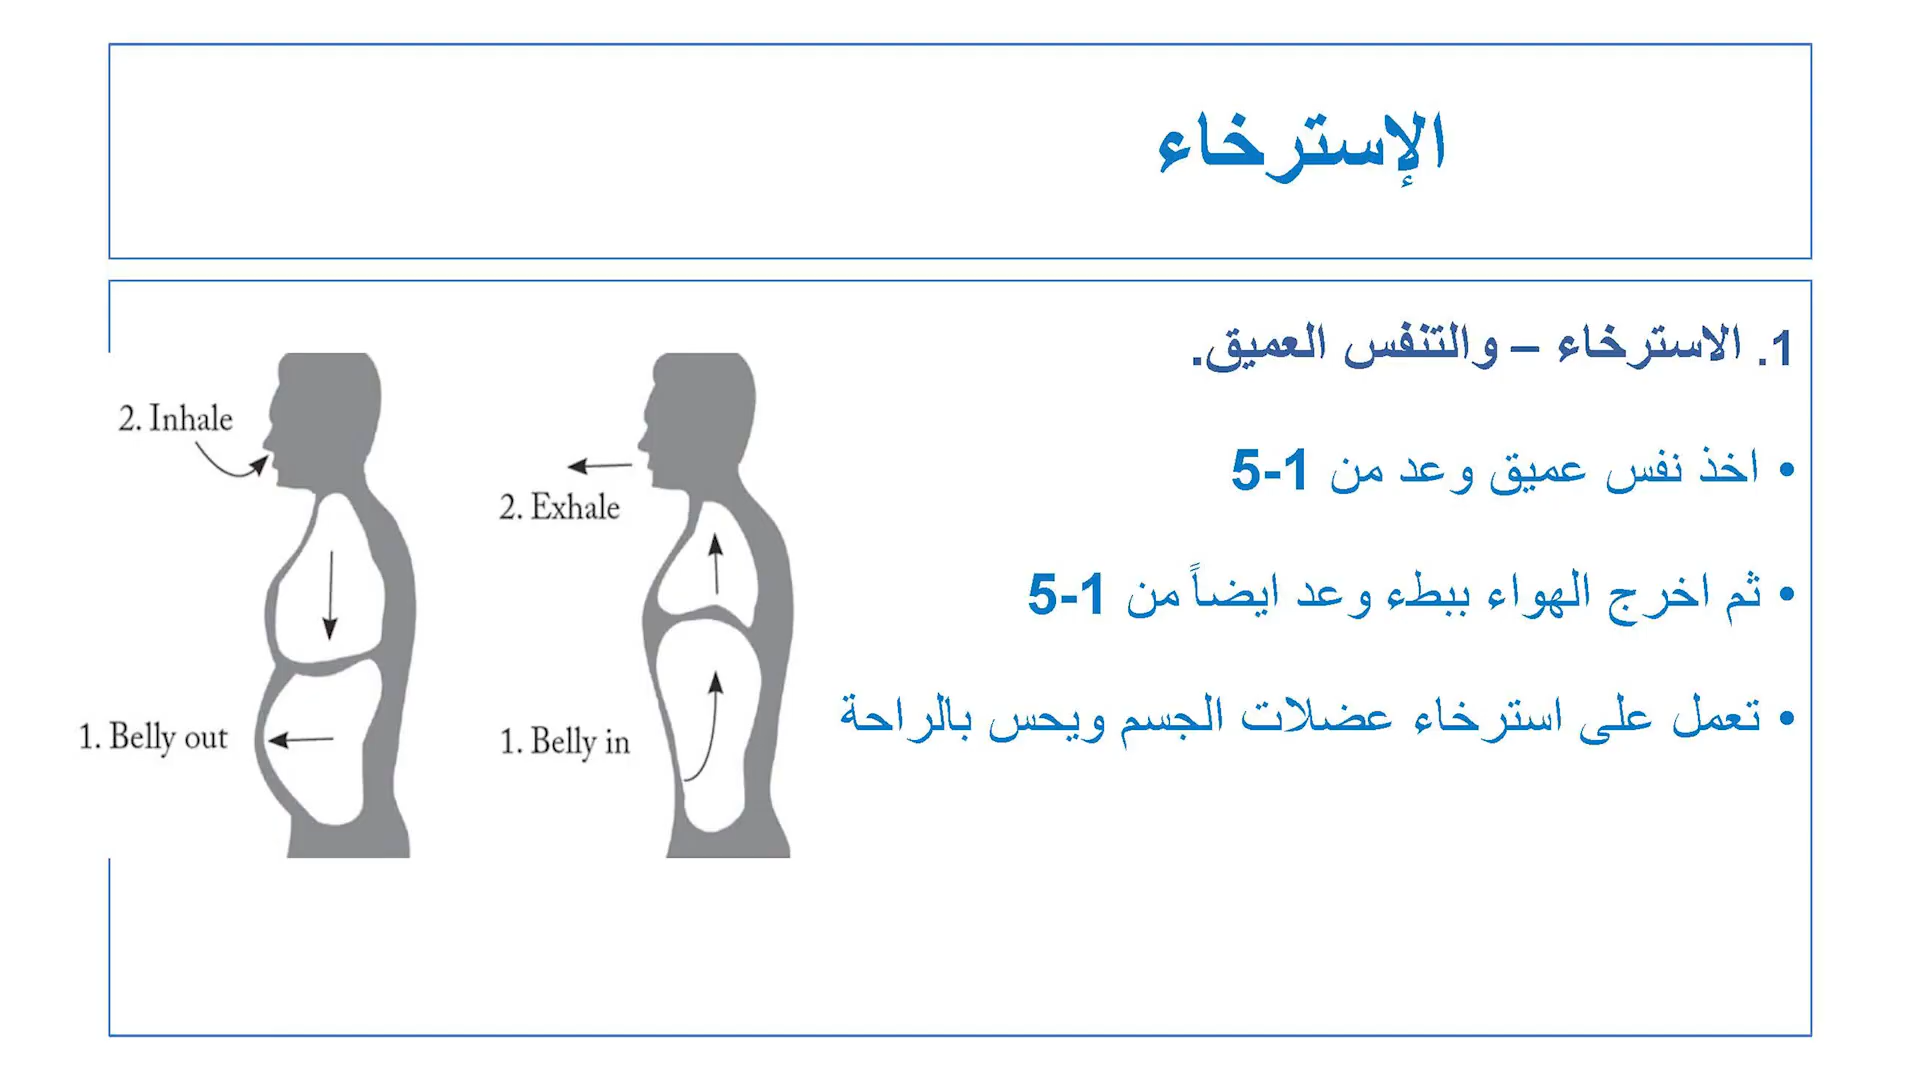 الإسترخاء
1. الاسترخاء – والتنفس العميق.
• اخذ نفس عميق وعد من 1-5
• ثم اخرج الهواء ببطء وعد ايضاً من 1-5
• تعمل على استرخاء عضلات الجسم ويحس بالراحة
2. Inhale
1. Belly out
2. Exhale
1. Belly in